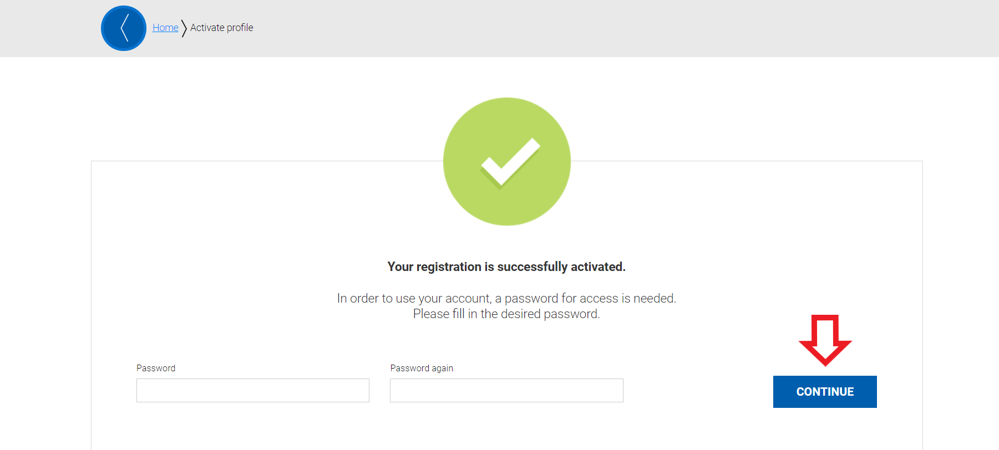 Home Activate profile
Your registration is successfully activated.
In order to use your account, a password for access is needed.
Please fill in the desired password.
Password Password again
CONTINUE